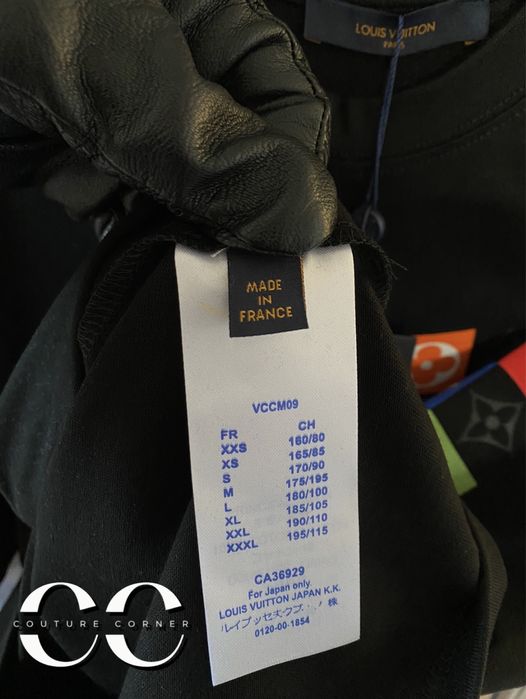 LOUIS VUITTON
PARIS
MADE
IN
FRANCE
VCCM09
FR CH
XXS 160/80
XS 165/85
S 170/90
M 175/195
L 180/100
XL 185/105
XXL 190/110
XXXL 195/115
CA36929
For Japan only
LOUIS VUITTON JAPAN K.K.
0120-00-1854
CC
COUTURE CORNER